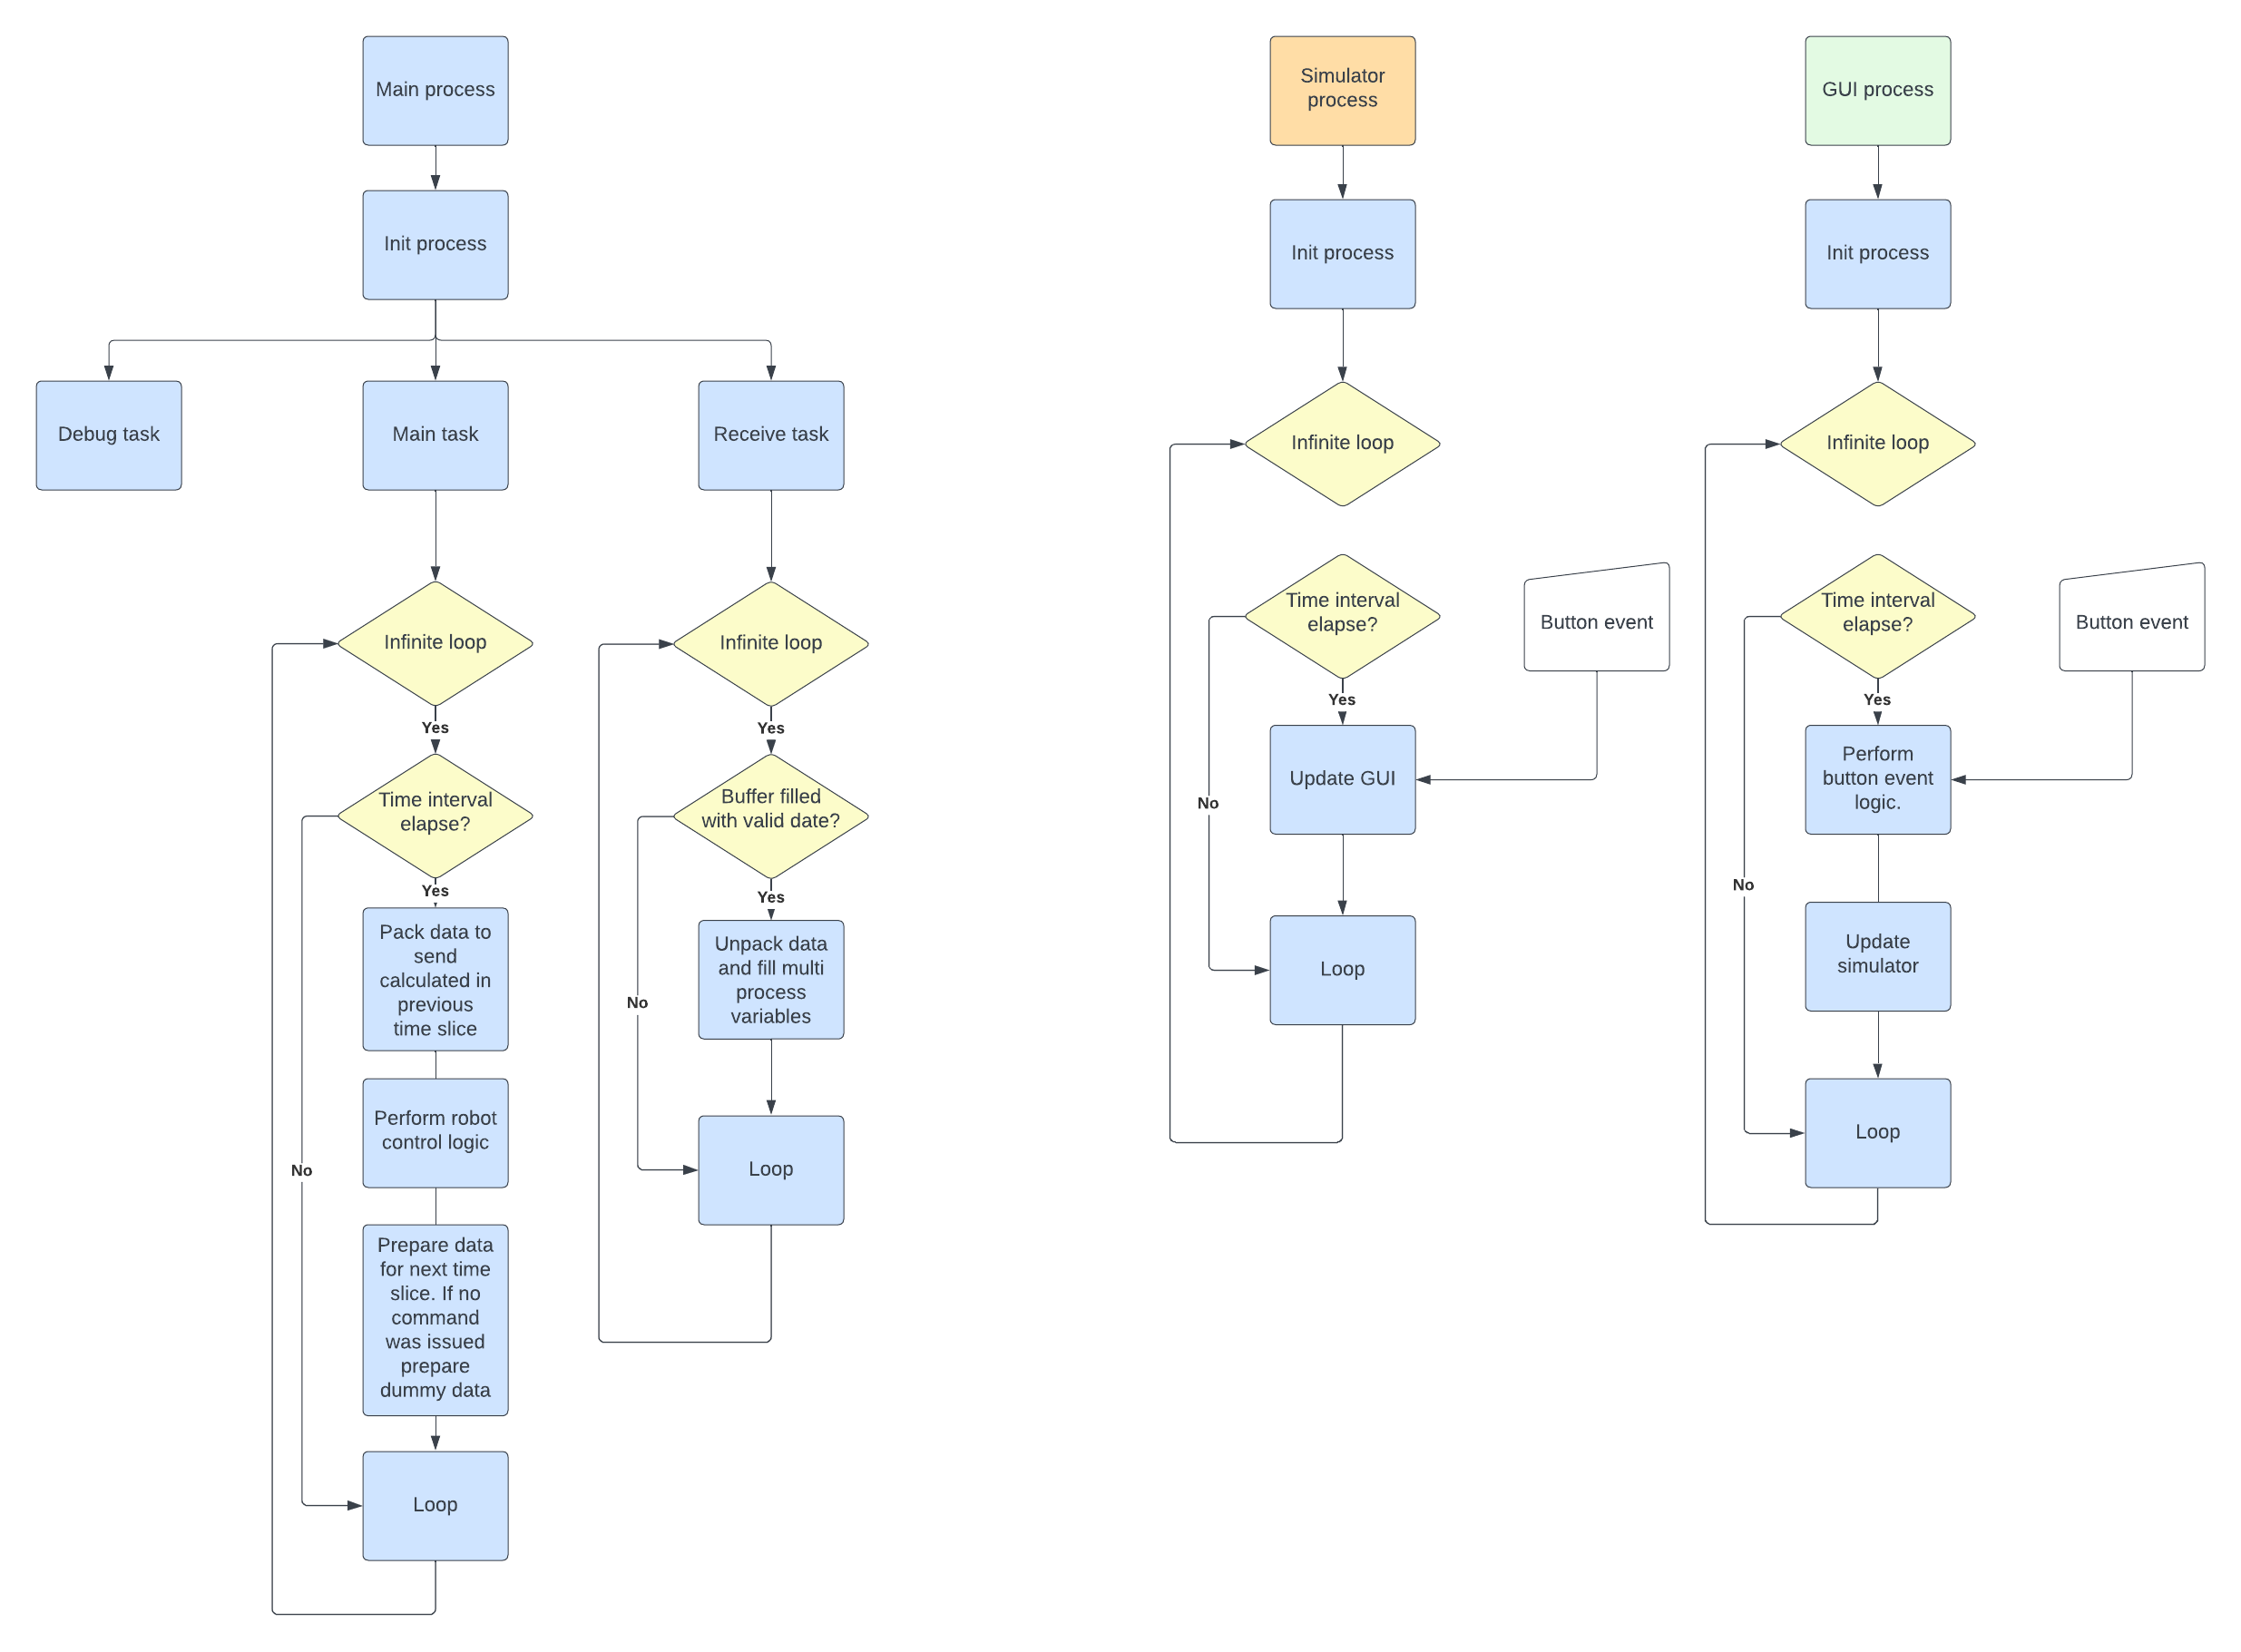 Main process
Init process
Debug task
Main task
Receive task
Infinite loop
Yes
Time interval
elapse?
Yes
No
Pack data to
send
calculated in
previous
time slice
Perform robot
control logic
Prepare data
for next time
slice. If no
command
was issued
prepare
dummy data
Loop
Infinite loop
Yes
Buffer filled
with valid date?
Yes
No
Unpack data
and fill multi
process
variables
Loop
Simulator
process
Init process
Infinite loop
Time interval
elapse?
Button event
Yes
No
Update GUI
Loop
GUI process
Init process
Infinite loop
Time interval
elapse?
Button event
Yes
No
Perform
button event
logic.
Update
simulator
Loop